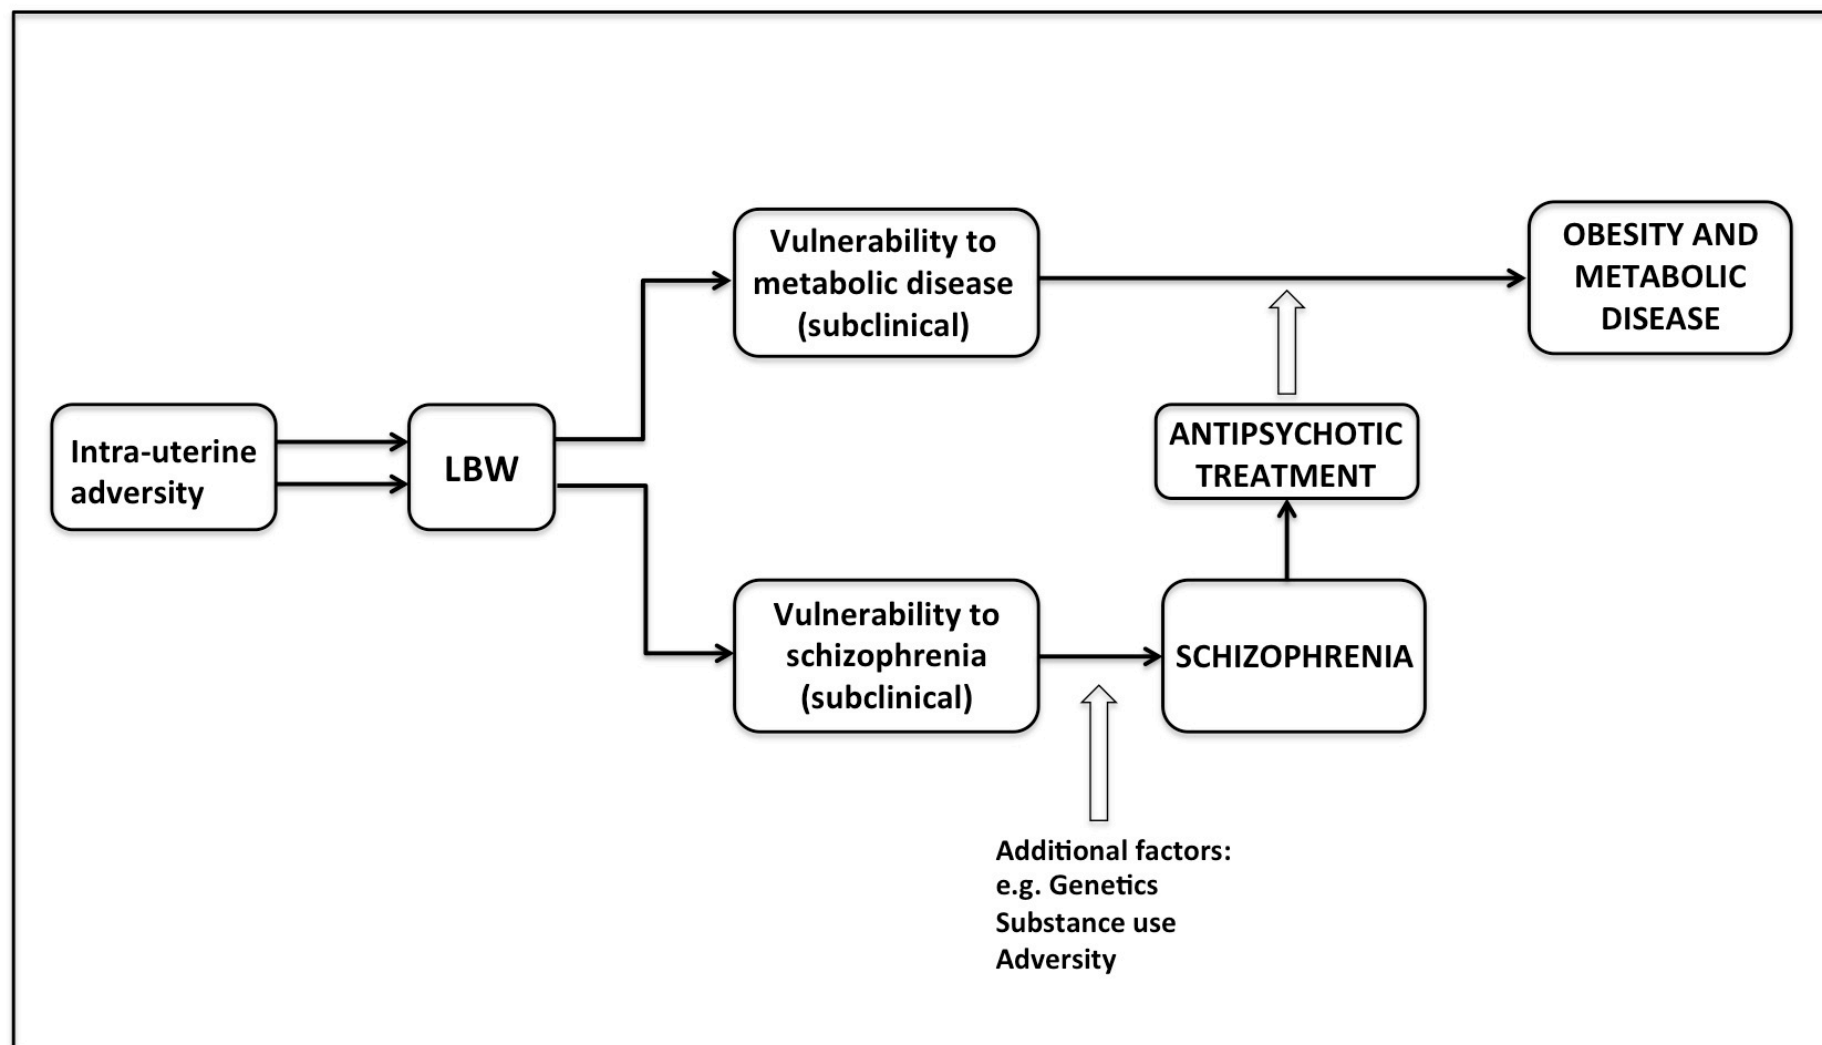 Vulnerability to
metabolic disease
(subclinical)
OBESITY AND
METABOLIC
DISEASE
Intra-uterine
adversity
LBW
ANTIPSYCHOTIC
TREATMENT
Vulnerability to
schizophrenia
(subclinical)
SCHIZOPHRENIA
Additional factors:
e.g. Genetics
Substance use
Adversity